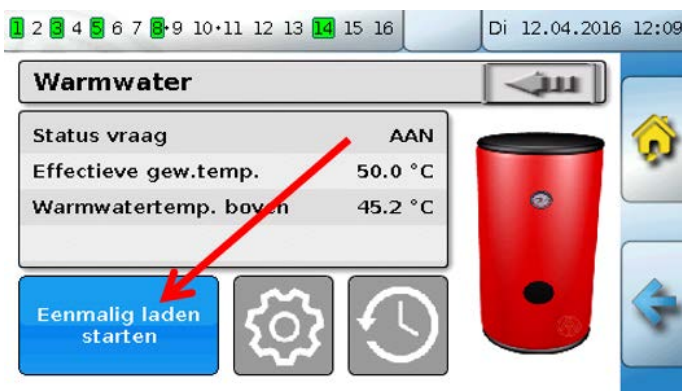 1 2 3 4 5 6 7 8·9 10·11 12 13 14 15 16 Di 12.04.2016 12:09
Warmwater
Status vraag AAN
Effectieve gew.temp. 50.0 °C
Warmwatertemp. boven 45.2 °C
Eenmalig laden
starten